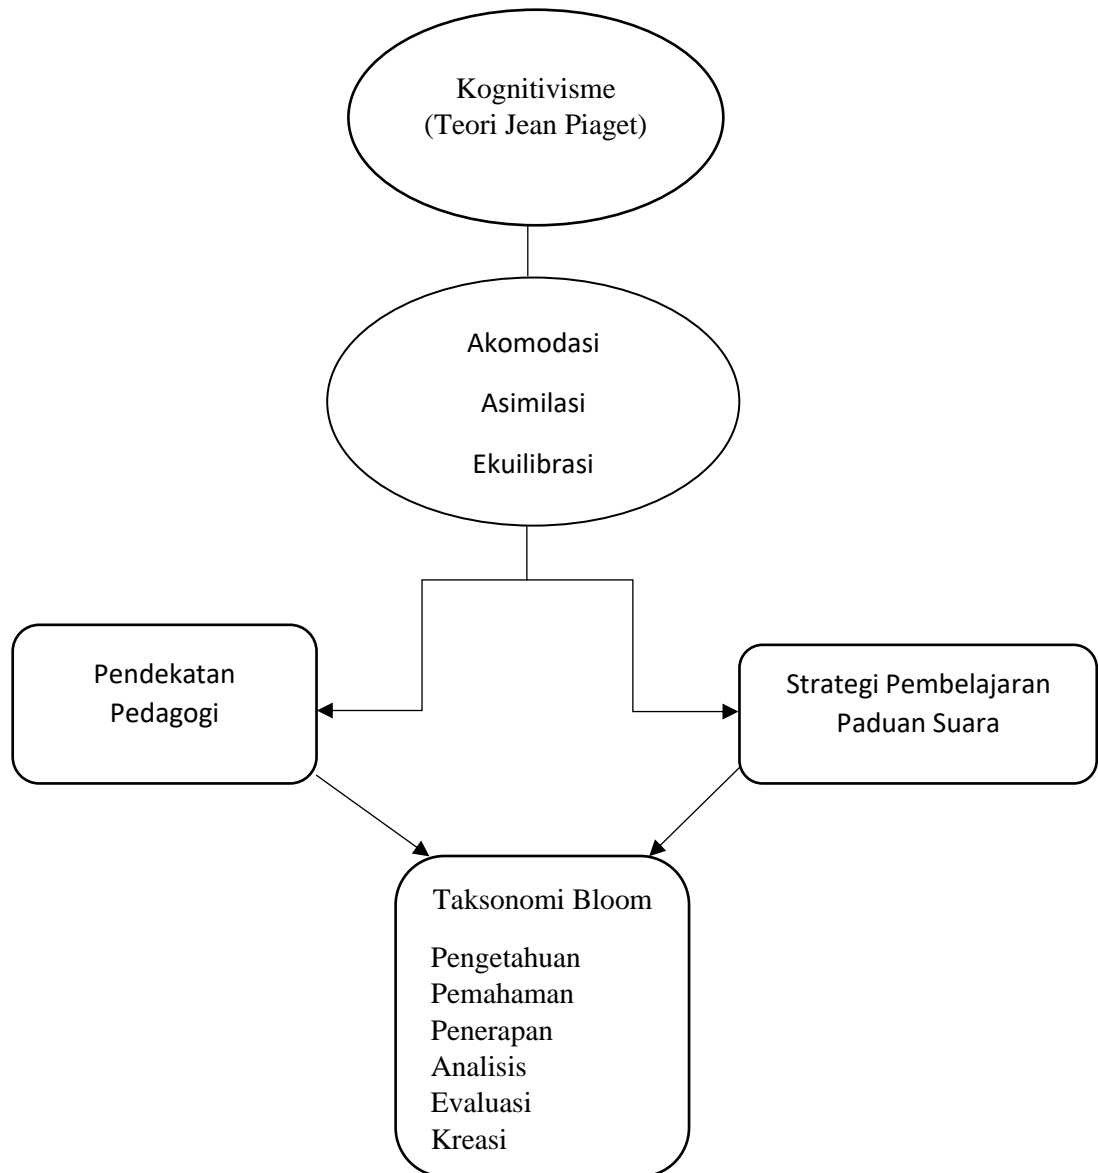 Kognitivisme
(Teori Jean Piaget)
Akomodasi
Asimilasi
Ekuilibrasi
Pendekatan
Pedagogi
Strategi Pembelajaran
Paduan Suara
Taksonomi Bloom
Pengetahuan
Pemahaman
Penerapan
Analisis
Evaluasi
Kreasi